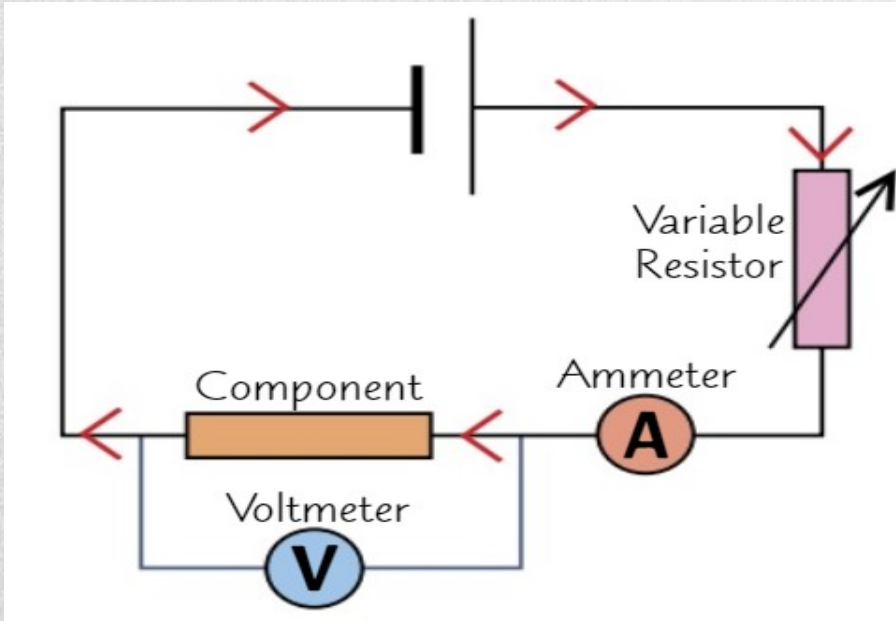 Variable
Resistor
Component
Ammeter
A
Voltmeter
V